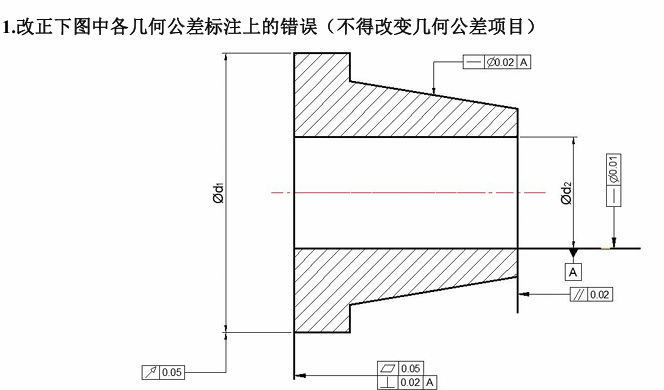 1.改正下图中各几何公差标注上的错误（不得改变几何公差项目）
— Ø0.02 A
Ød1
Ød2
— Ø0.01
A
// 0.02
↗ 0.05
▱ 0.05
⊥ 0.02 A